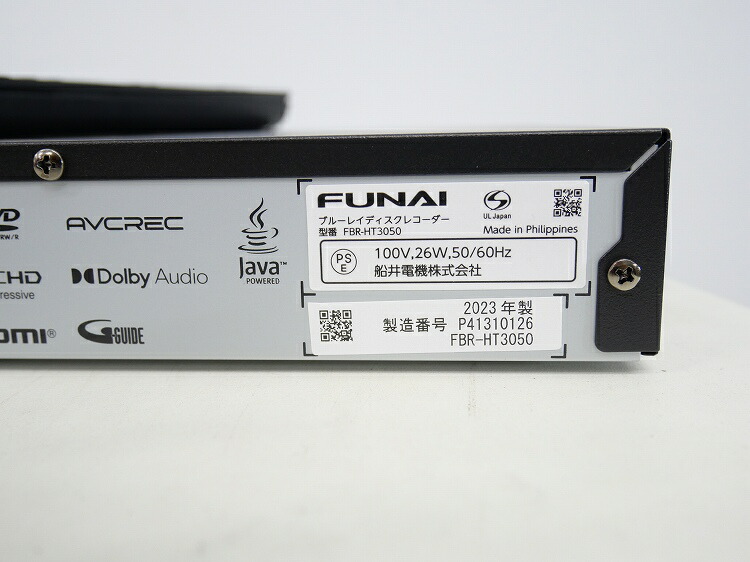 RW/R
AVCREC
Dolby Audio
Java™
POWERED
G-GUIDE
FUNAI
ブルーレイディスクレコーダー
型番 FBR-HT3050
UL Japan
Made in Philippines
PS
E
100V,26W,50/60Hz
船井電機株式会社
2023 年製
製造番号 P41310126
FBR-HT3050